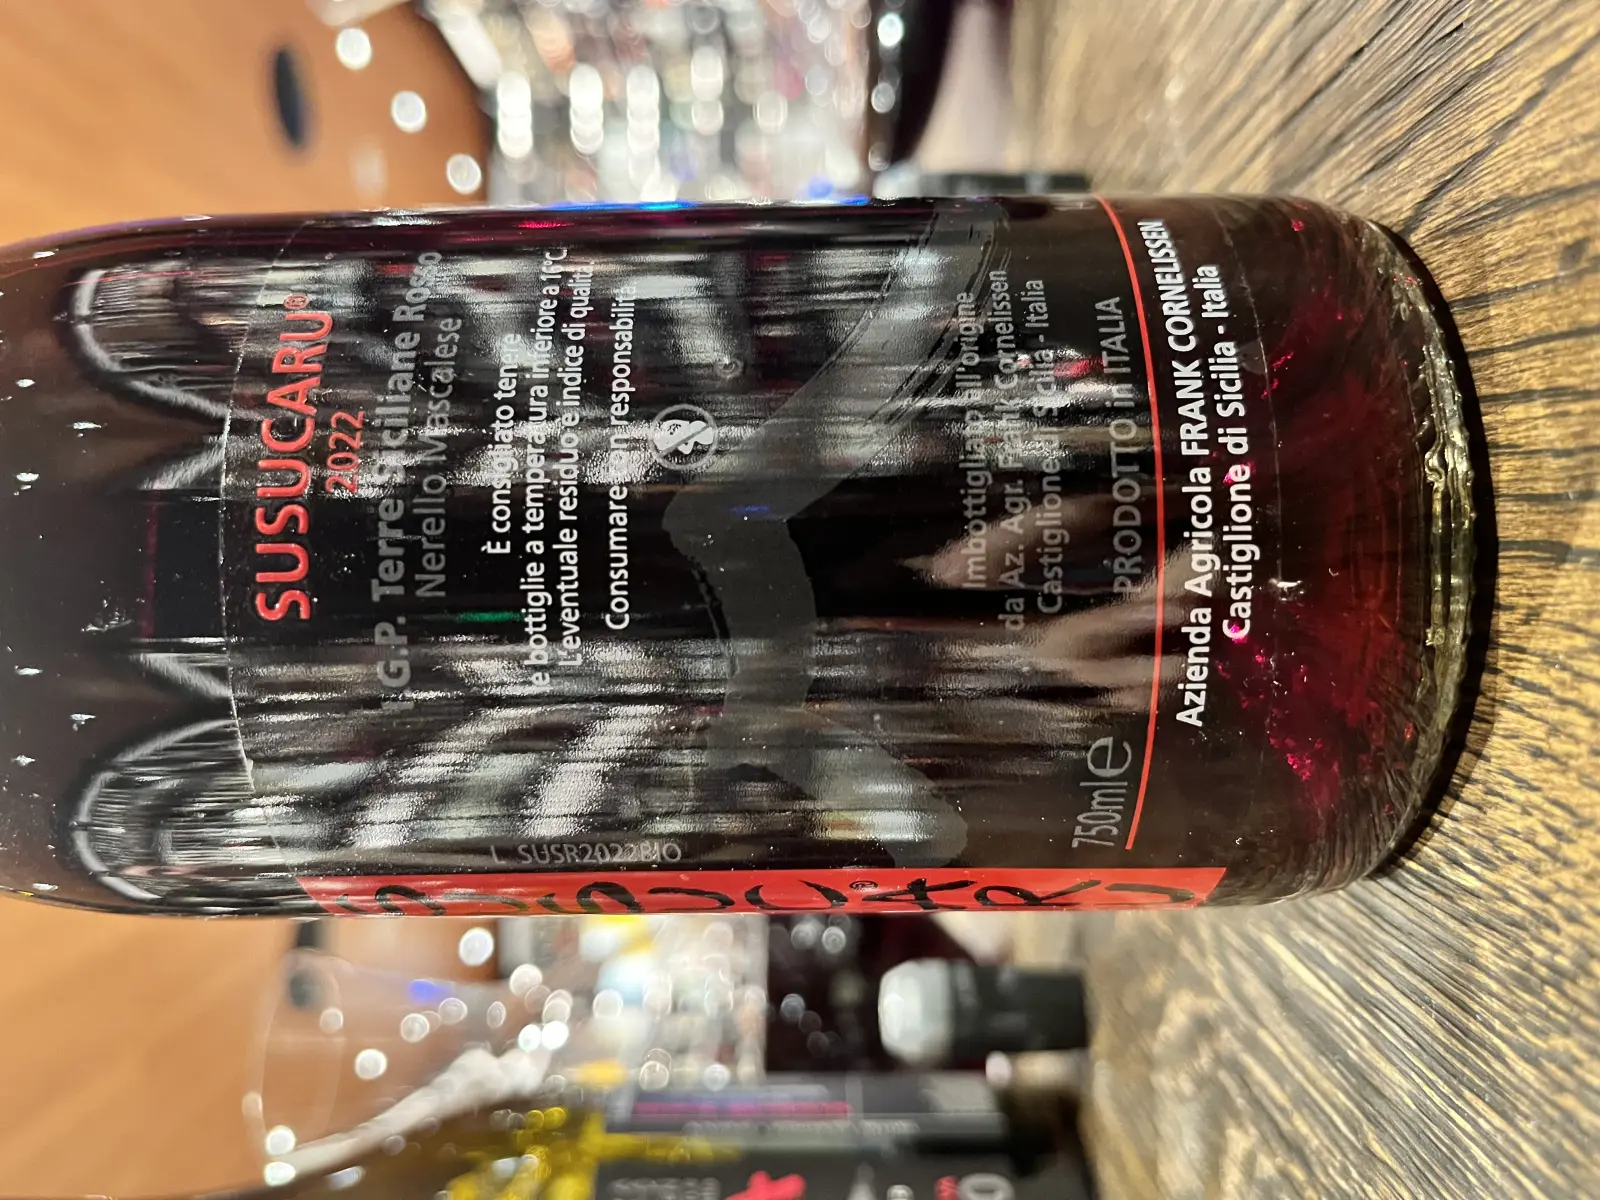 SUSUCARU®
2022
I.G.P. Terre Siciliane Rosso
Nerello Mascalese
È consigliato tenere
le bottiglie a temperatura inferiore a 16°C
L'eventuale residuo è indice di qualità.
Consumare con responsabilità.
Imbottigliato all'origine
da Az. Agr. Frank Cornelissen
Castiglione di Sicilia - Italia
PRODOTTO in ITALIA
750ml e
Azienda Agricola FRANK CORNELISSEN
Castiglione di Sicilia - Italia
L SUSR2022BIO
SUSUCARU®